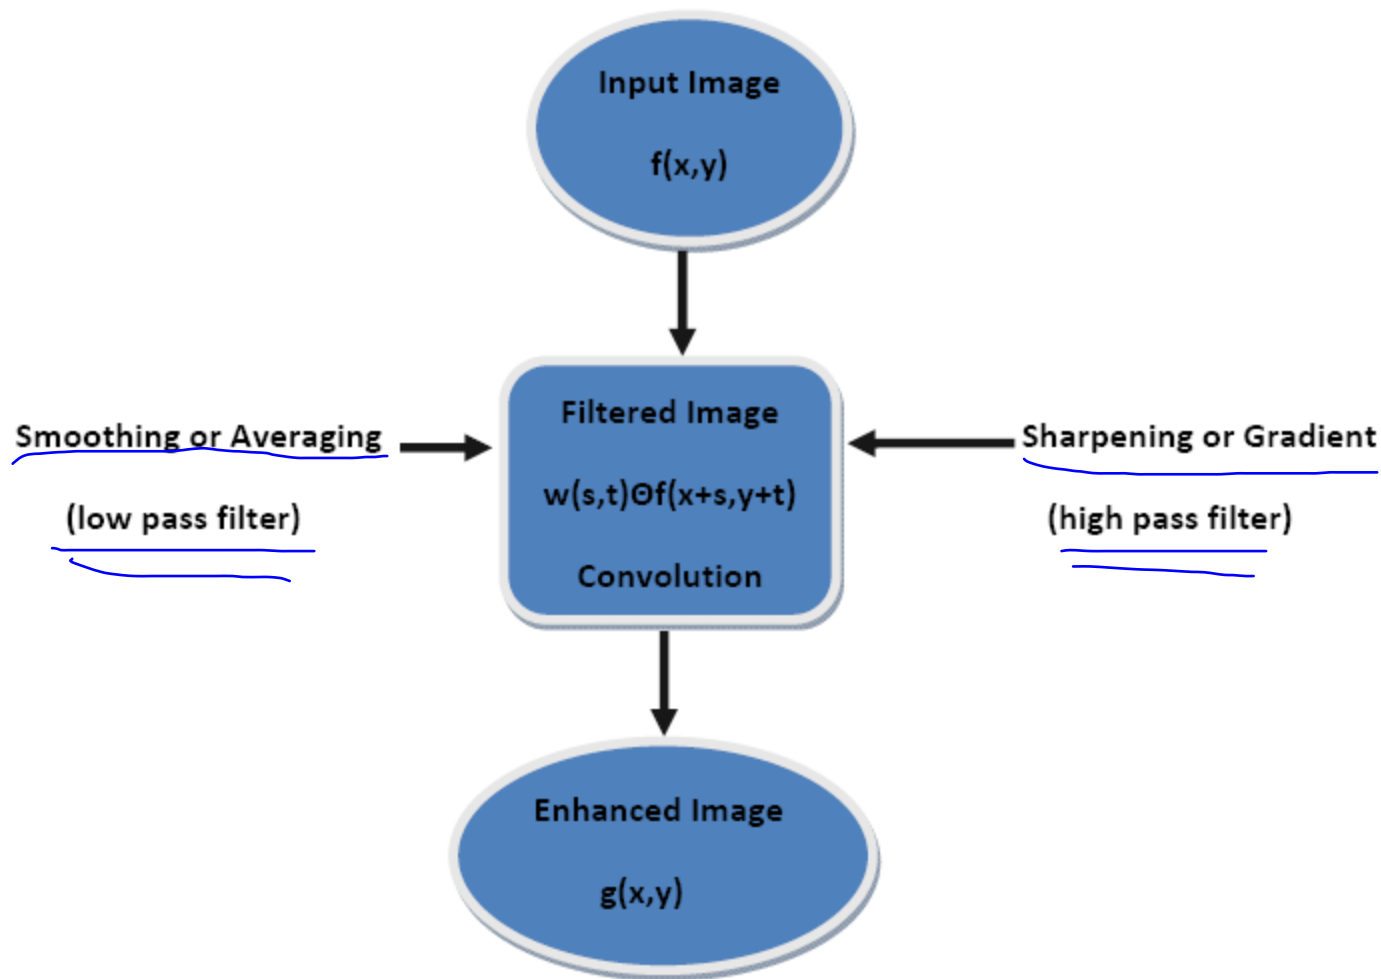 Input Image
f(x,y)
Filtered Image
Smoothing or Averaging
Sharpening or Gradient
w(s,t)Θf(x+s,y+t)
(low pass filter)
(high pass filter)
Convolution
Enhanced Image
g(x,y)